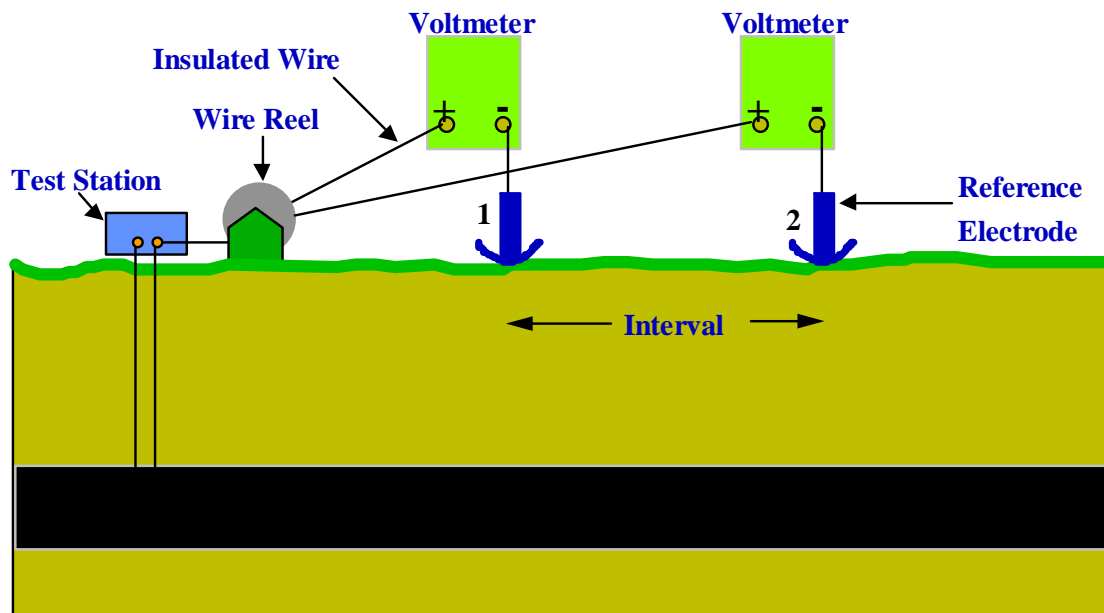 Voltmeter
Voltmeter
Insulated Wire
Wire Reel
+ -
+ -
Test Station
1
2
Reference
Electrode
Interval